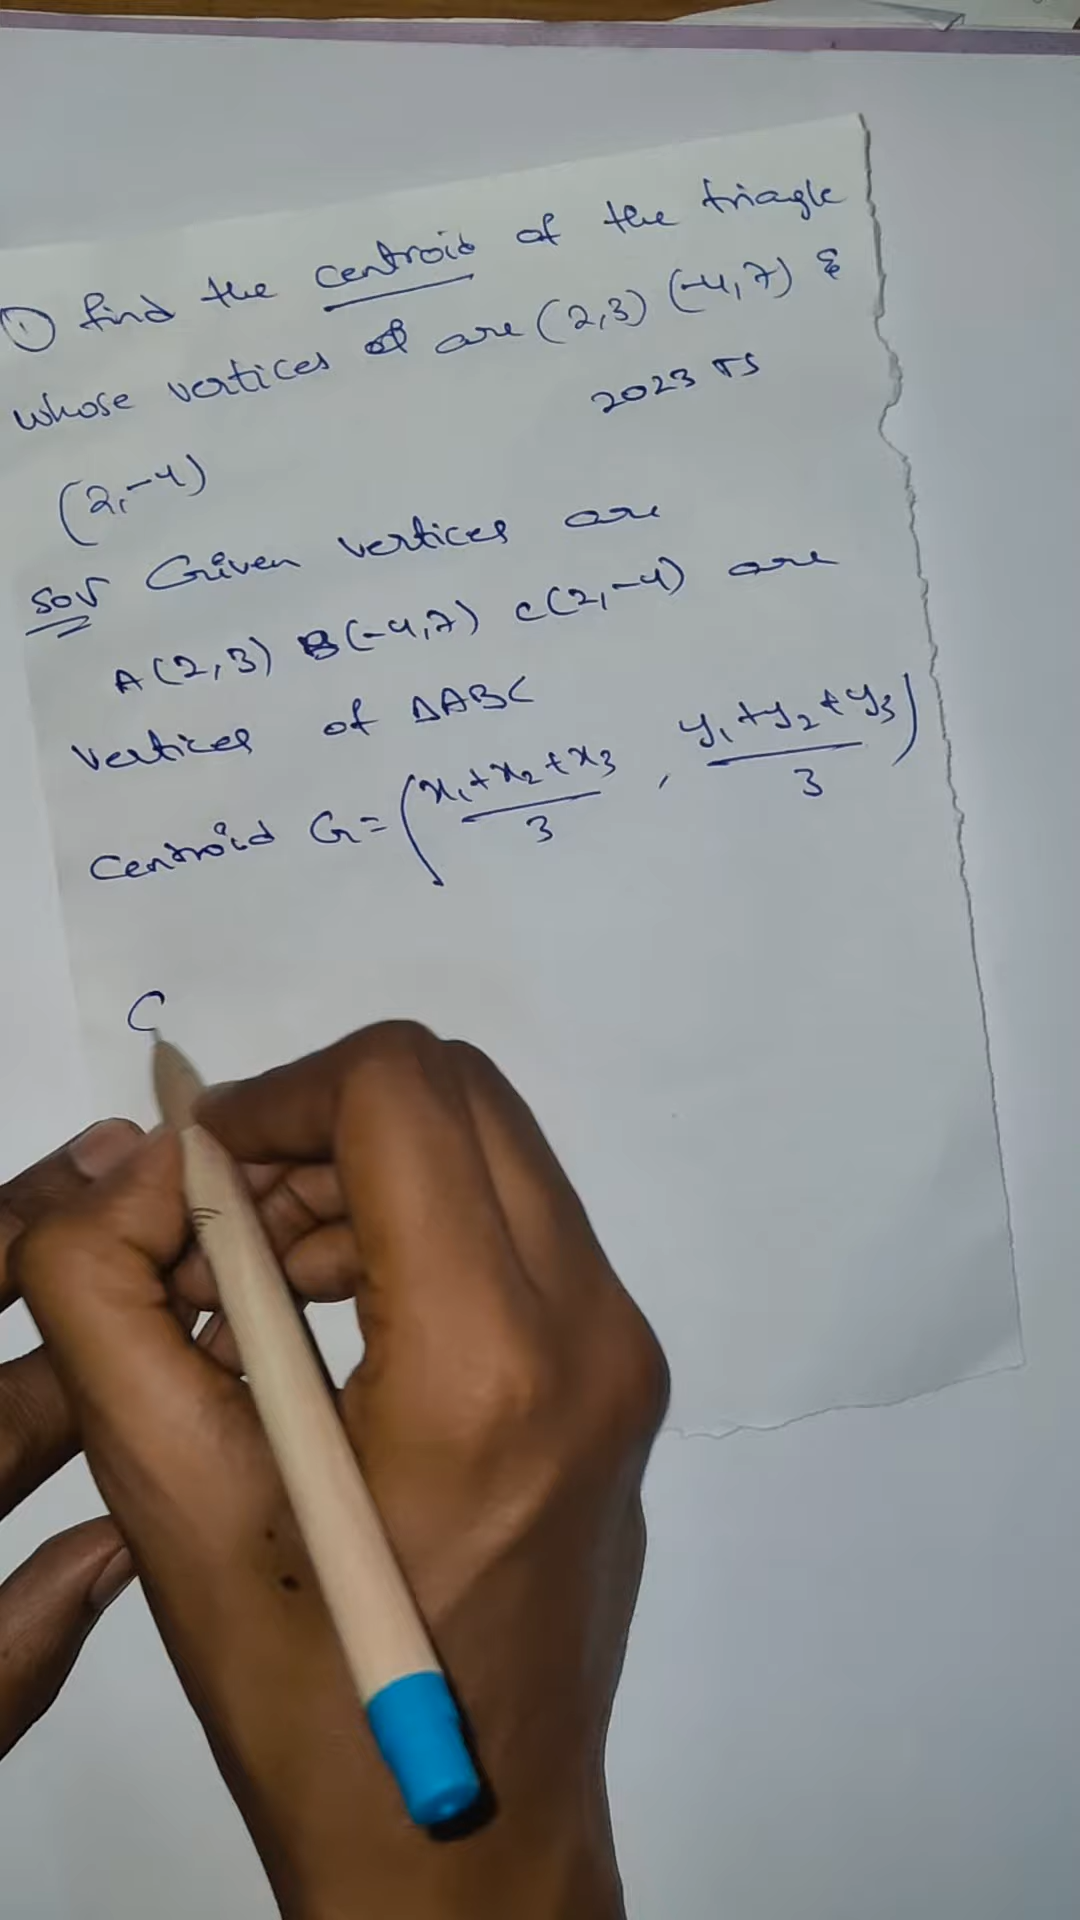 ① find the centroid of the triagle
whose vertices of are (2,3) (-4,7) &
2023 TS
(2,-4)
Sol Given vertices are
A(2,3) B(-4,7) C(2,-4) are
vertices of ΔABC
Centroid G = (x₁+x₂+x₃/3, y₁+y₂+y₃/3)
C